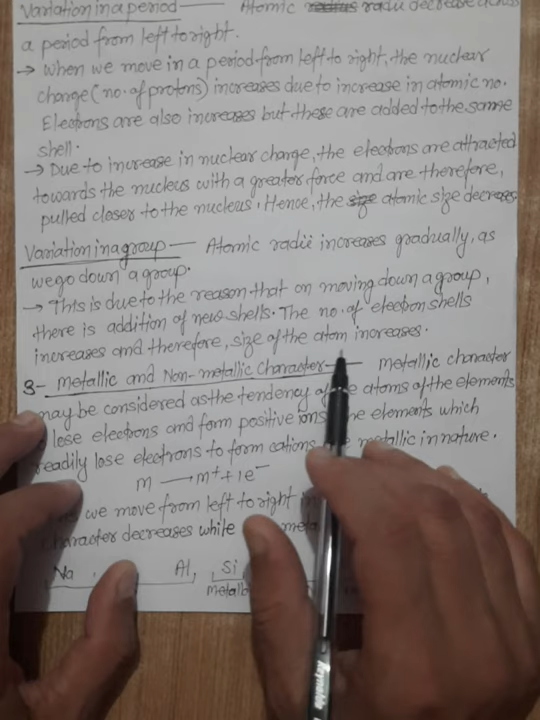 Variation in a period — Atomic radius radii decrease across
a period from left to right.
→ When we move in a period from left to right, the nuclear
charge (no. of protons) increases due to increase in atomic no.
Electrons are also increases but these are added to the same
shell.
→ Due to increase in nuclear charge, the electrons are attracted
towards the nucleus with a greater force and are therefore,
pulled closer to the nucleus. Hence, the size atomic size decreases
Variation in a group — Atomic radii increases gradually, as
we go down a group.
→ This is due to the reason that on moving down a group,
there is addition of new shells. The no. of electron shells
increases and therefore, size of the atom increases.
3- Metallic and Non-metallic Character — Metallic character
may be considered as the tendency of atoms of the elements
lose electrons and form positive ions elements which
readily lose electrons to form cations metallic in nature.
M → M+ + 1e-
we move from left to right
character decreases while
Na Al, Si